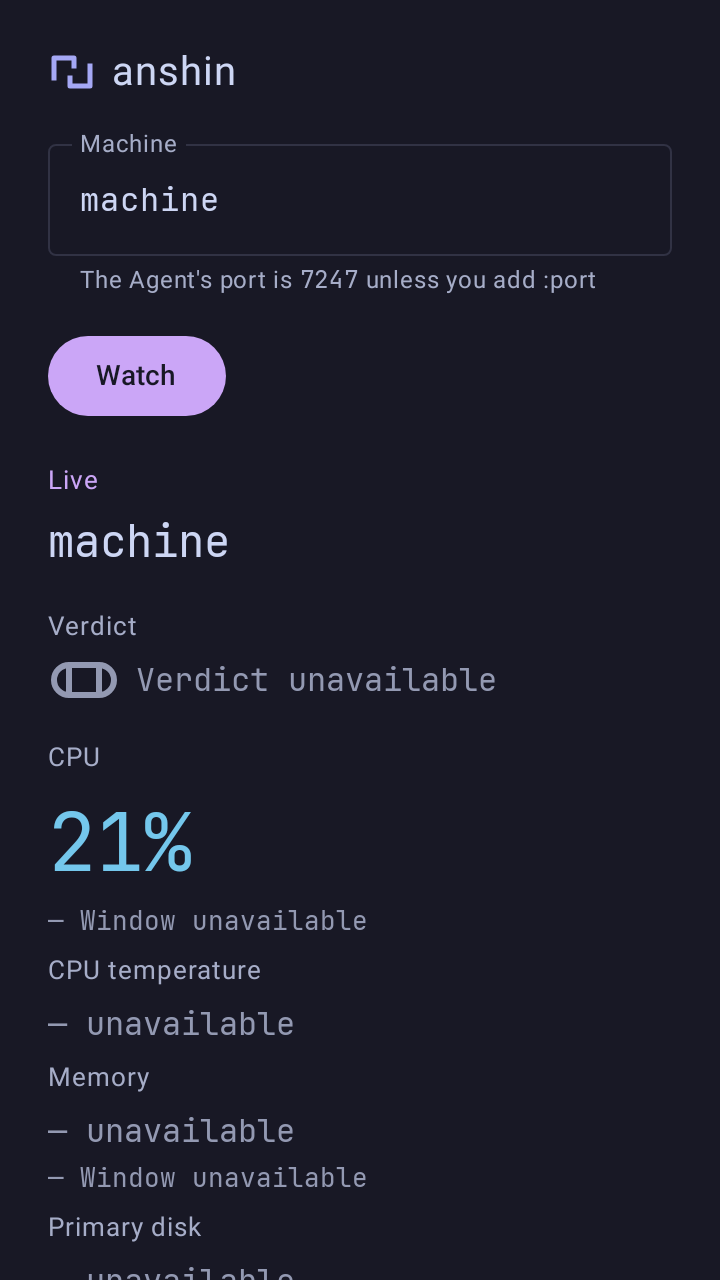 anshin
Machine
machine
The Agent's port is 7247 unless you add :port
Watch
Live
machine
Verdict
Verdict unavailable
CPU
21%
— Window unavailable
CPU temperature
— unavailable
Memory
— unavailable
— Window unavailable
Primary disk
— unavailable